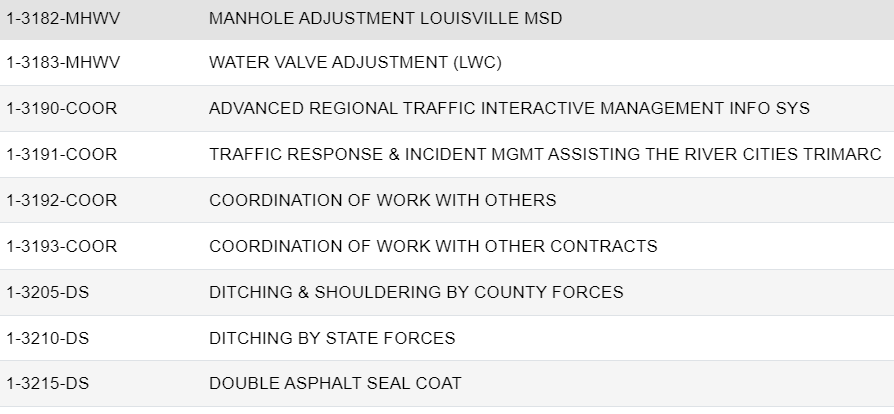 1-3182-MHWV MANHOLE ADJUSTMENT LOUISVILLE MSD
1-3183-MHWV WATER VALVE ADJUSTMENT (LWC)
1-3190-COOR ADVANCED REGIONAL TRAFFIC INTERACTIVE MANAGEMENT INFO SYS
1-3191-COOR TRAFFIC RESPONSE & INCIDENT MGMT ASSISTING THE RIVER CITIES TRIMARC
1-3192-COOR COORDINATION OF WORK WITH OTHERS
1-3193-COOR COORDINATION OF WORK WITH OTHER CONTRACTS
1-3205-DS DITCHING & SHOULDERING BY COUNTY FORCES
1-3210-DS DITCHING BY STATE FORCES
1-3215-DS DOUBLE ASPHALT SEAL COAT